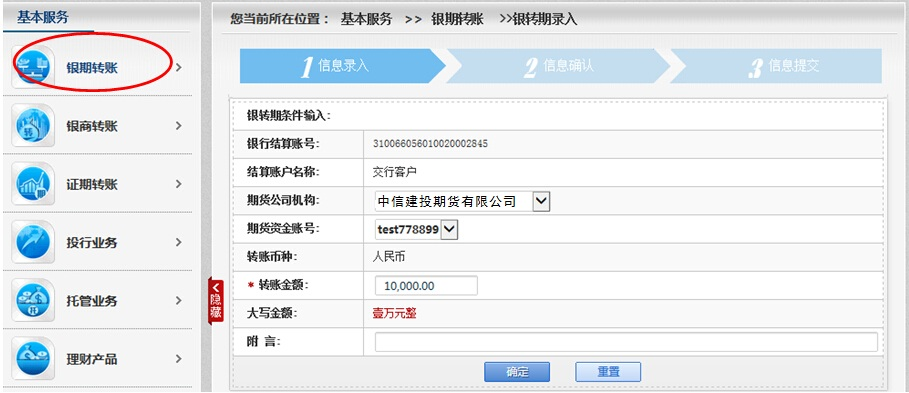 基本服务
银期转账
银商转账
证期转账
投行业务
托管业务
理财产品
隐藏
您当前所在位置： 基本服务 >> 银期转账 >>银转期录入
1 信息录入
2 信息确认
3 信息提交
银转期条件输入:
银行结算账号: 310066056010020002845
结算账户名称: 交行客户
期货公司机构: 中信建投期货有限公司
期货资金账号: test778899
转账币种: 人民币
* 转账金额: 10,000.00
大写金额: 壹万元整
附 言:
确定 重置